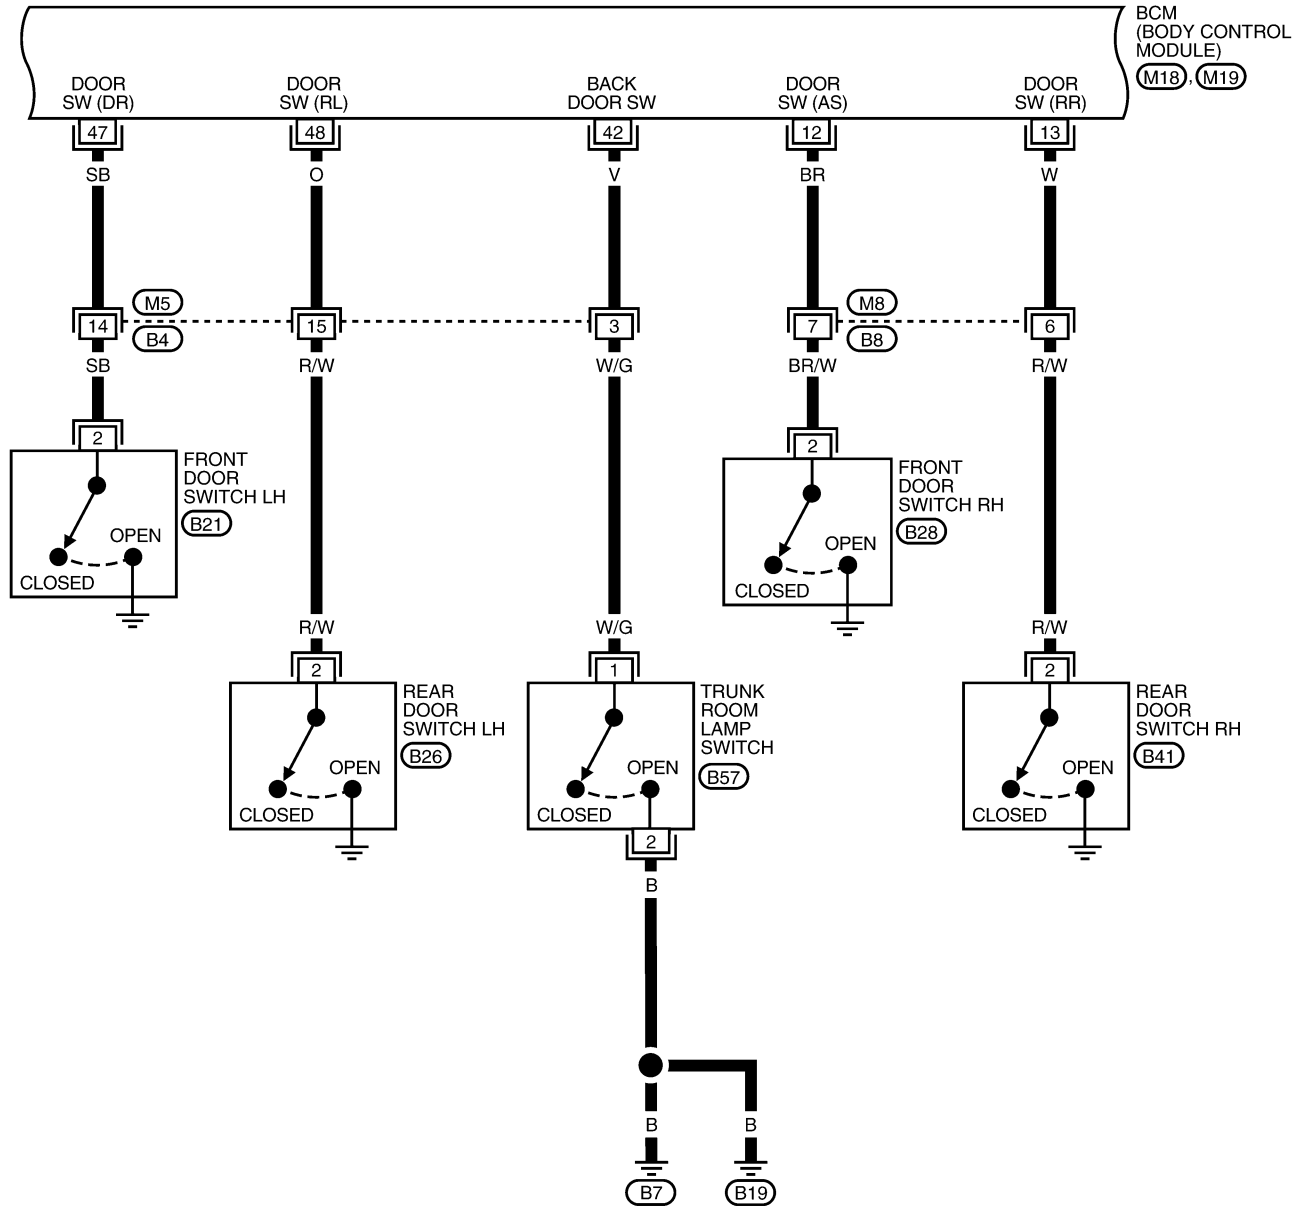 BCM
(BODY CONTROL
MODULE)
M18, M19
DOOR
SW (DR)
DOOR
SW (RL)
BACK
DOOR SW
DOOR
SW (AS)
DOOR
SW (RR)
47
48
42
12
13
SB
O
V
BR
W
M5
M8
14
15
3
7
6
B4
B8
SB
R/W
W/G
BR/W
R/W
2
FRONT
DOOR
SWITCH LH
B21
OPEN
CLOSED
2
FRONT
DOOR
SWITCH RH
B28
OPEN
CLOSED
R/W
W/G
R/W
2
REAR
DOOR
SWITCH LH
B26
OPEN
CLOSED
1
TRUNK
ROOM
LAMP
SWITCH
B57
OPEN
CLOSED
2
REAR
DOOR
SWITCH RH
B41
OPEN
CLOSED
2
B
B
B
B7
B19